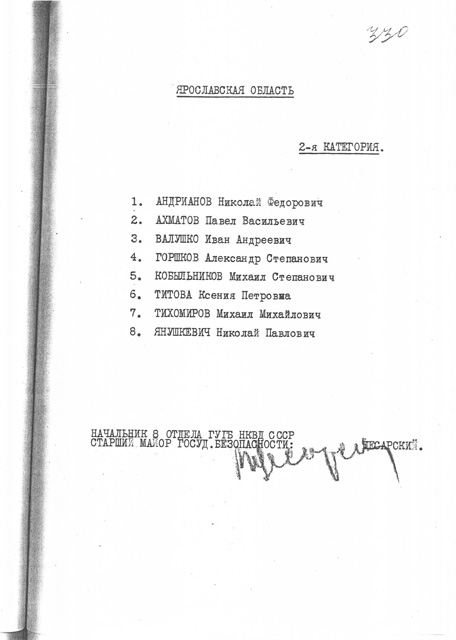 330
ЯРОСЛАВСКАЯ ОБЛАСТЬ
2-я КАТЕГОРИЯ.
1. АНДРИАНОВ Николай Федорович
2. АХМАТОВ Павел Васильевич
3. ВАЛУШКО Иван Андреевич
4. ГОРШКОВ Александр Степанович
5. КОБЫЛЬНИКОВ Михаил Степанович
6. ТИТОВА Ксения Петровна
7. ТИХОМИРОВ Михаил Михайлович
8. ЯНУШКЕВИЧ Николай Павлович
НАЧАЛЬНИК 8 ОТДЕЛА ГУГБ НКВД СССР
СТАРШИЙ МАЙОР ГОСУД.БЕЗОПАСНОСТИ: ЦЕСАРСКИЙ.